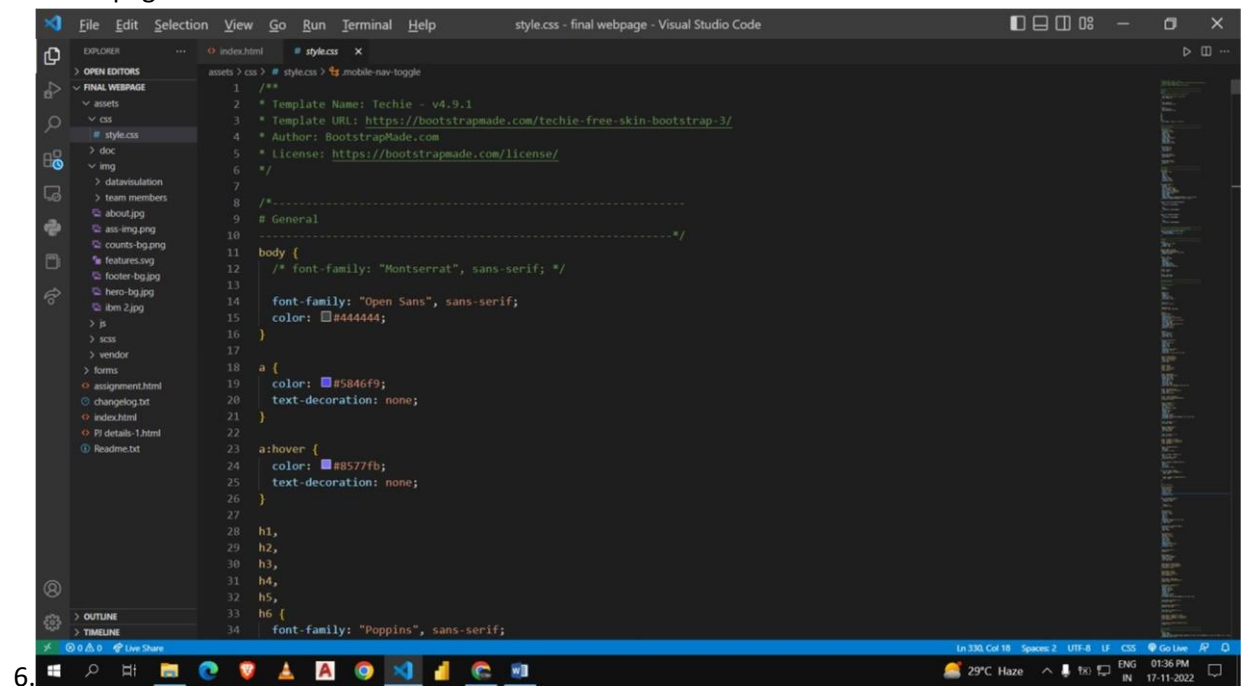 File Edit Selection View Go Run Terminal Help style.css - final webpage - Visual Studio Code
EXPLORER
index.html
# style.css
> OPEN EDITORS
FINAL WEBPAGE
assets
css
# style.css
> doc
img
> datavisulation
> team members
about.jpg
ass-img.png
counts-bg.png
features.svg
footer-bg.jpg
hero-bg.jpg
ibm 2.jpg
> js
> scss
> vendor
> forms
assignment.html
changelog.txt
index.html
PJ details-1.html
Readme.txt
> OUTLINE
> TIMELINE
assets > css > # style.css > .mobile-nav-toggle
1 /**
2 * Template Name: Techie - v4.9.1
3 * Template URL: https://bootstrapmade.com/techie-free-skin-bootstrap-3/
4 * Author: BootstrapMade.com
5 * License: https://bootstrapmade.com/license/
6 */
7
8 /*--------------------------------------------------------------
9 # General
10 --------------------------------------------------------------*/
11 body {
12 /* font-family: "Montserrat", sans-serif; */
13
14 font-family: "Open Sans", sans-serif;
15 color: #444444;
16 }
17
18 a {
19 color: #5846f9;
20 text-decoration: none;
21 }
22
23 a:hover {
24 color: #8577fb;
25 text-decoration: none;
26 }
27
28 h1,
29 h2,
30 h3,
31 h4,
32 h5,
33 h6 {
34 font-family: "Poppins", sans-serif;
0 0 Live Share
Ln 330, Col 18 Spaces: 2 UTF-8 LF CSS Go Live
6.
29°C Haze
ENG
IN
01:36 PM
17-11-2022